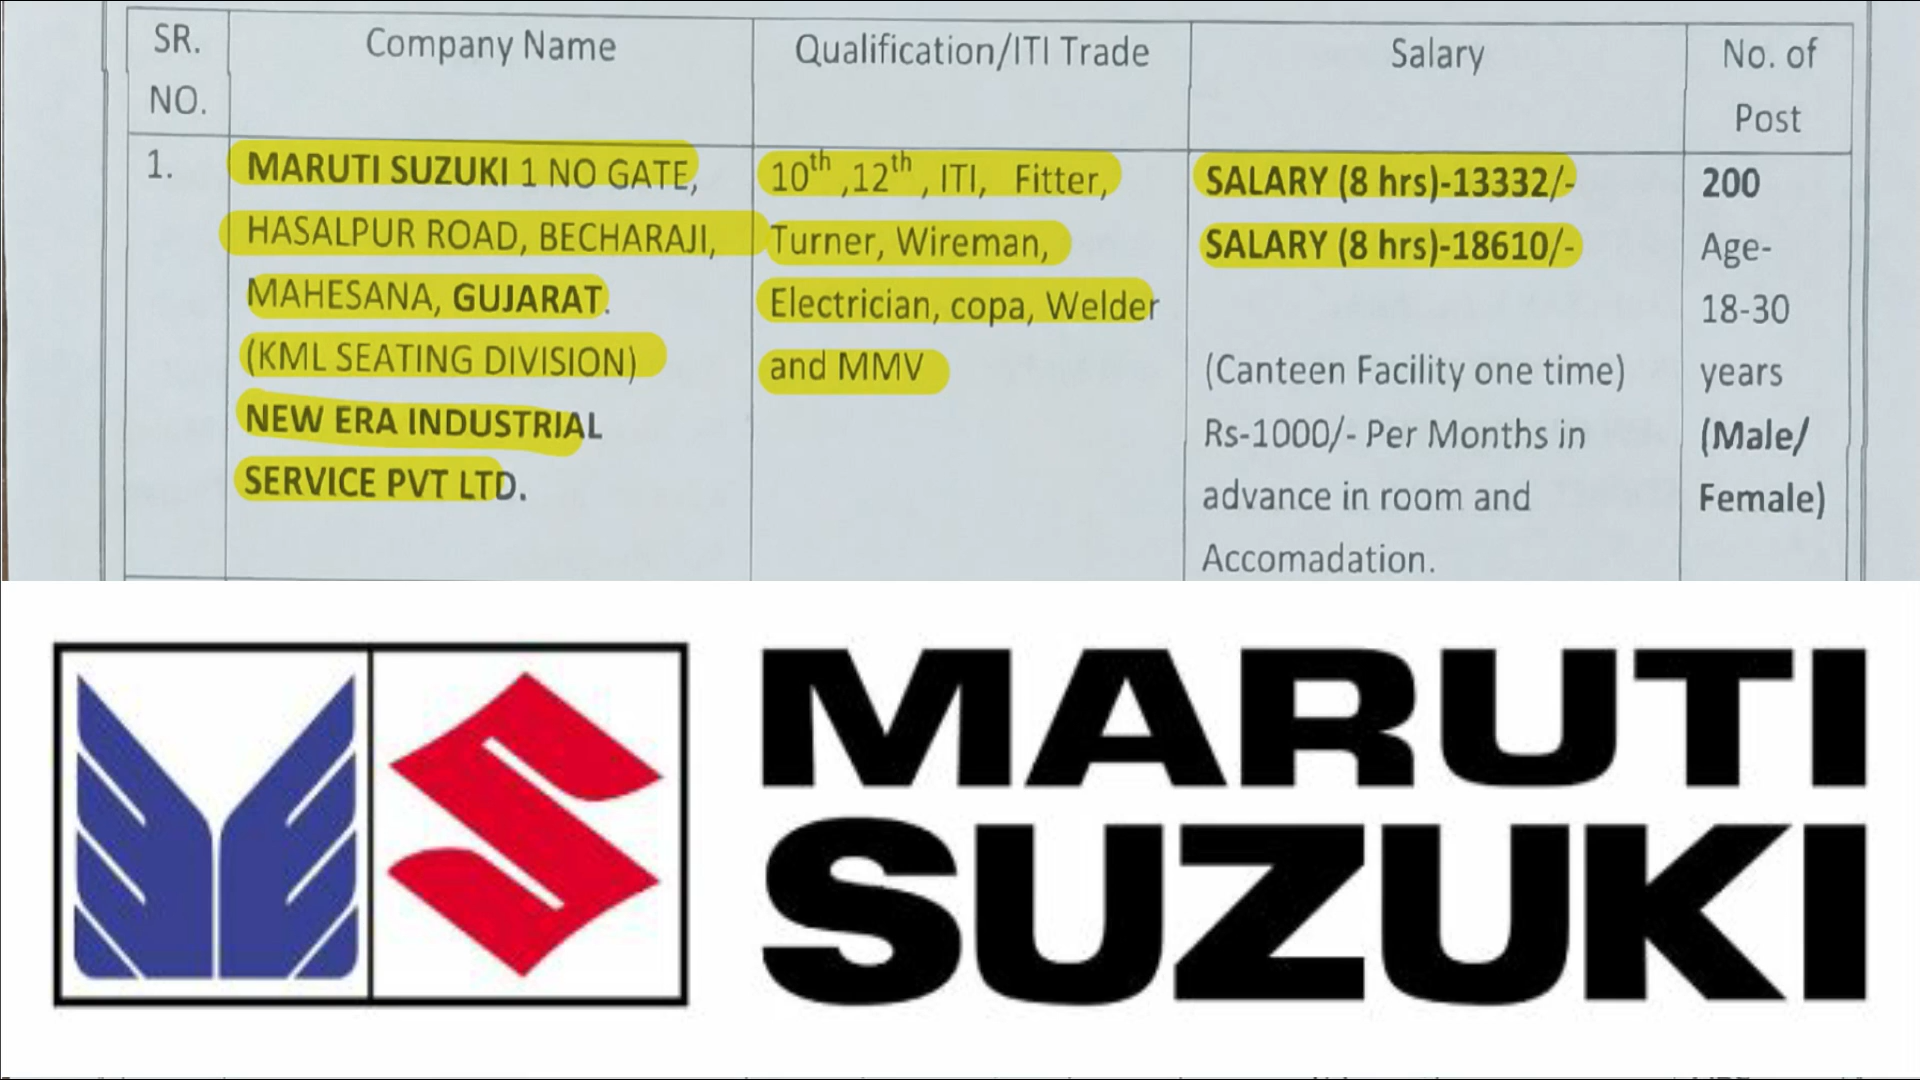 SR. NO.
Company Name
Qualification/ITI Trade
Salary
No. of Post
1.
MARUTI SUZUKI 1 NO GATE,
HASALPUR ROAD, BECHARAJI,
MAHESANA, GUJARAT.
(KML SEATING DIVISION)
NEW ERA INDUSTRIAL
SERVICE PVT LTD.
10th ,12th , ITI, Fitter,
Turner, Wireman,
Electrician, copa, Welder
and MMV
SALARY (8 hrs)-13332/-
SALARY (8 hrs)-18610/-
(Canteen Facility one time)
Rs-1000/- Per Months in
advance in room and
Accomadation.
200
Age-
18-30
years
(Male/
Female)
MARUTI
SUZUKI